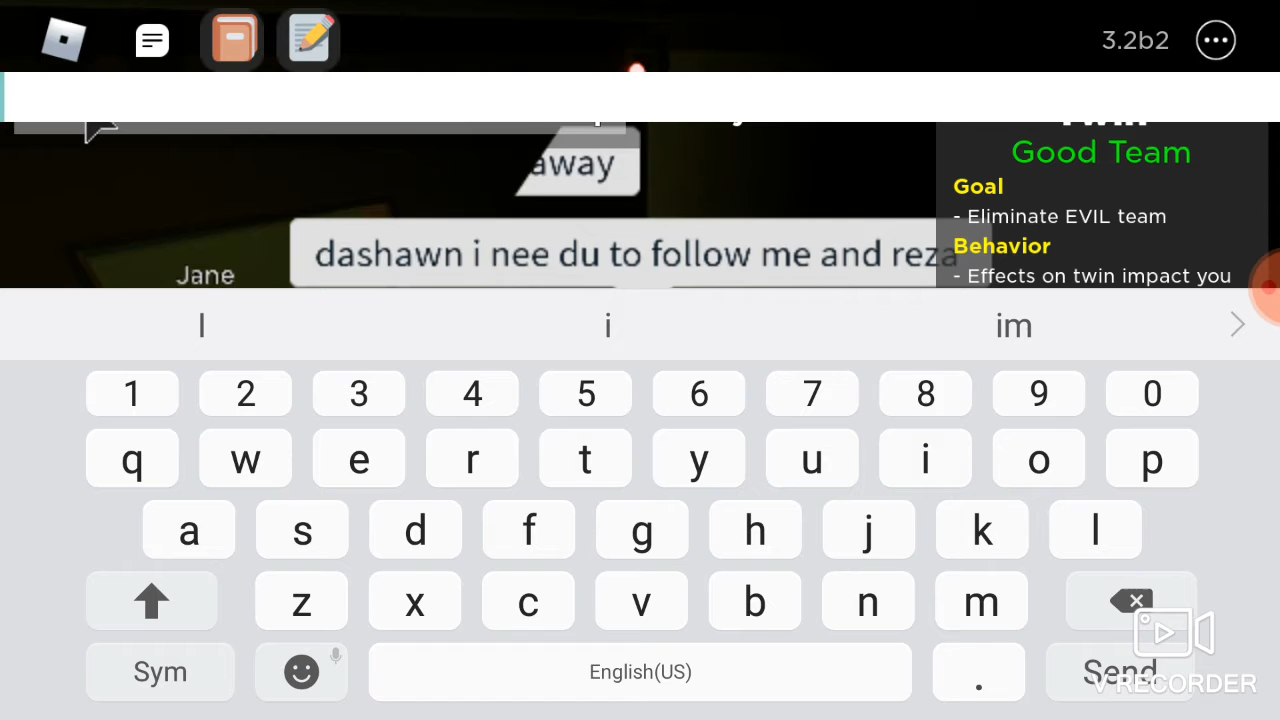 3.2b2
away
Good Team
Goal
- Eliminate EVIL team
Behavior
- Effects on twin impact you
dashawn i nee du to follow me and reza
Jane
I i im
1 2 3 4 5 6 7 8 9 0
q w e r t y u i o p
a s d f g h j k l
z x c v b n m
Sym English(US) . Send
V RECORDER